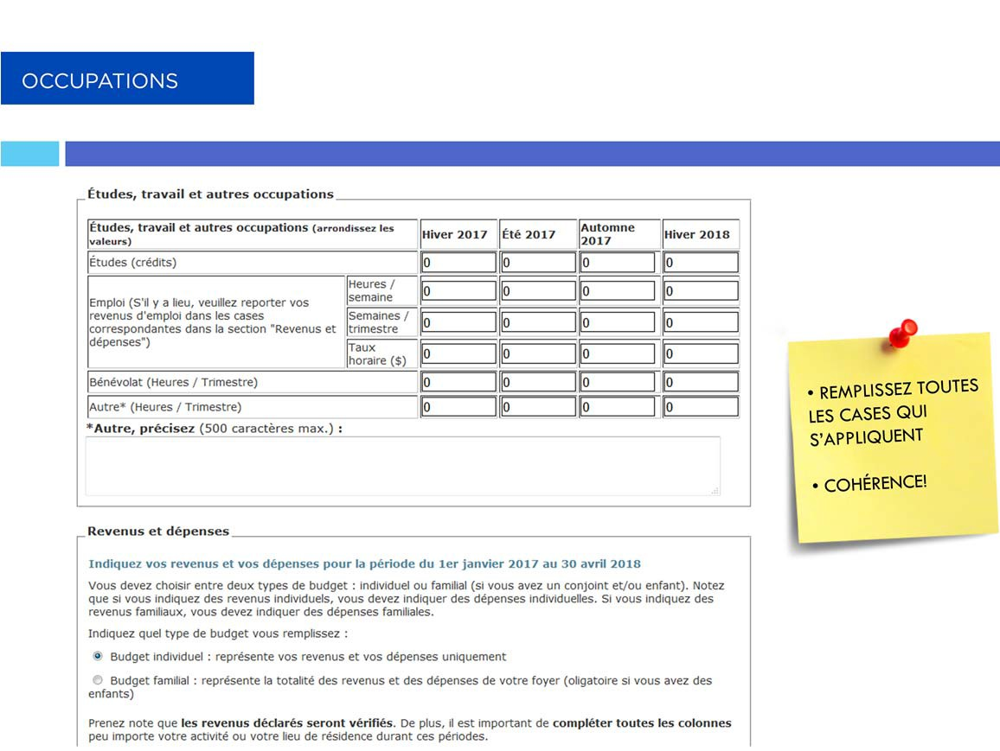 OCCUPATIONS
Études, travail et autres occupations
Études, travail et autres occupations (arrondissez les
valeurs)
Hiver 2017
Été 2017
Automne
2017
Hiver 2018
Études (crédits)
0
0
0
0
Emploi (S'il y a lieu, veuillez reporter vos
revenus d'emploi dans les cases
correspondantes dans la section "Revenus et
dépenses")
Heures /
semaine
0
0
0
0
Semaines /
trimestre
0
0
0
0
Taux
horaire ($)
0
0
0
0
Bénévolat (Heures / Trimestre)
0
0
0
0
Autre* (Heures / Trimestre)
0
0
0
0
*Autre, précisez (500 caractères max.) :
• REMPLISSEZ TOUTES
LES CASES QUI
S'APPLIQUENT
• COHÉRENCE!
Revenus et dépenses
Indiquez vos revenus et vos dépenses pour la période du 1er janvier 2017 au 30 avril 2018
Vous devez choisir entre deux types de budget : individuel ou familial (si vous avez un conjoint et/ou enfant). Notez
que si vous indiquez des revenus individuels, vous devez indiquer des dépenses individuelles. Si vous indiquez des
revenus familiaux, vous devez indiquer des dépenses familiales.
Indiquez quel type de budget vous remplissez :
Budget individuel : représente vos revenus et vos dépenses uniquement
Budget familial : représente la totalité des revenus et des dépenses de votre foyer (oligatoire si vous avez des
enfants)
Prenez note que les revenus déclarés seront vérifiés. De plus, il est important de compléter toutes les colonnes
peu importe votre activité ou votre lieu de résidence durant ces périodes.